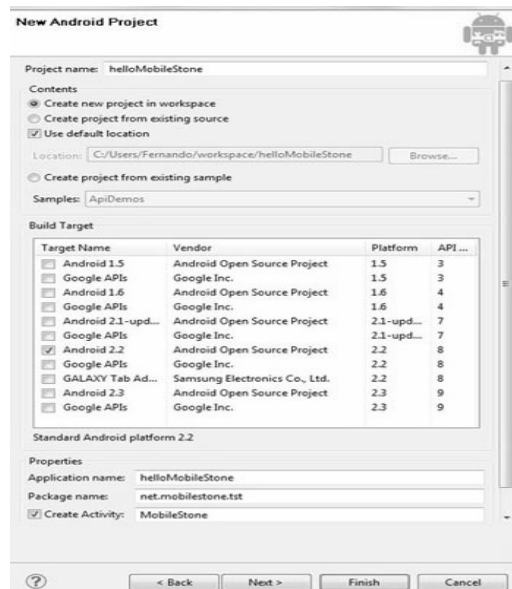 New Android Project
Project name: helloMobileStone
Contents
Create new project in workspace
Create project from existing source
Use default location
Location: C:/Users/Fernando/workspace/helloMobileStone Browse...
Create project from existing sample
Samples: ApiDemos
Build Target
Target Name Vendor Platform API ...
Android 1.5 Android Open Source Project 1.5 3
Google APIs Google Inc. 1.5 3
Android 1.6 Android Open Source Project 1.6 4
Google APIs Google Inc. 1.6 4
Android 2.1-upd... Android Open Source Project 2.1-upd... 7
Google APIs Google Inc. 2.1-upd... 7
Android 2.2 Android Open Source Project 2.2 8
Google APIs Google Inc. 2.2 8
GALAXY Tab Ad... Samsung Electronics Co., Ltd. 2.2 8
Android 2.3 Android Open Source Project 2.3 9
Google APIs Google Inc. 2.3 9
Standard Android platform 2.2
Properties
Application name: helloMobileStone
Package name: net.mobilestone.tst
Create Activity: MobileStone
? < Back Next > Finish Cancel